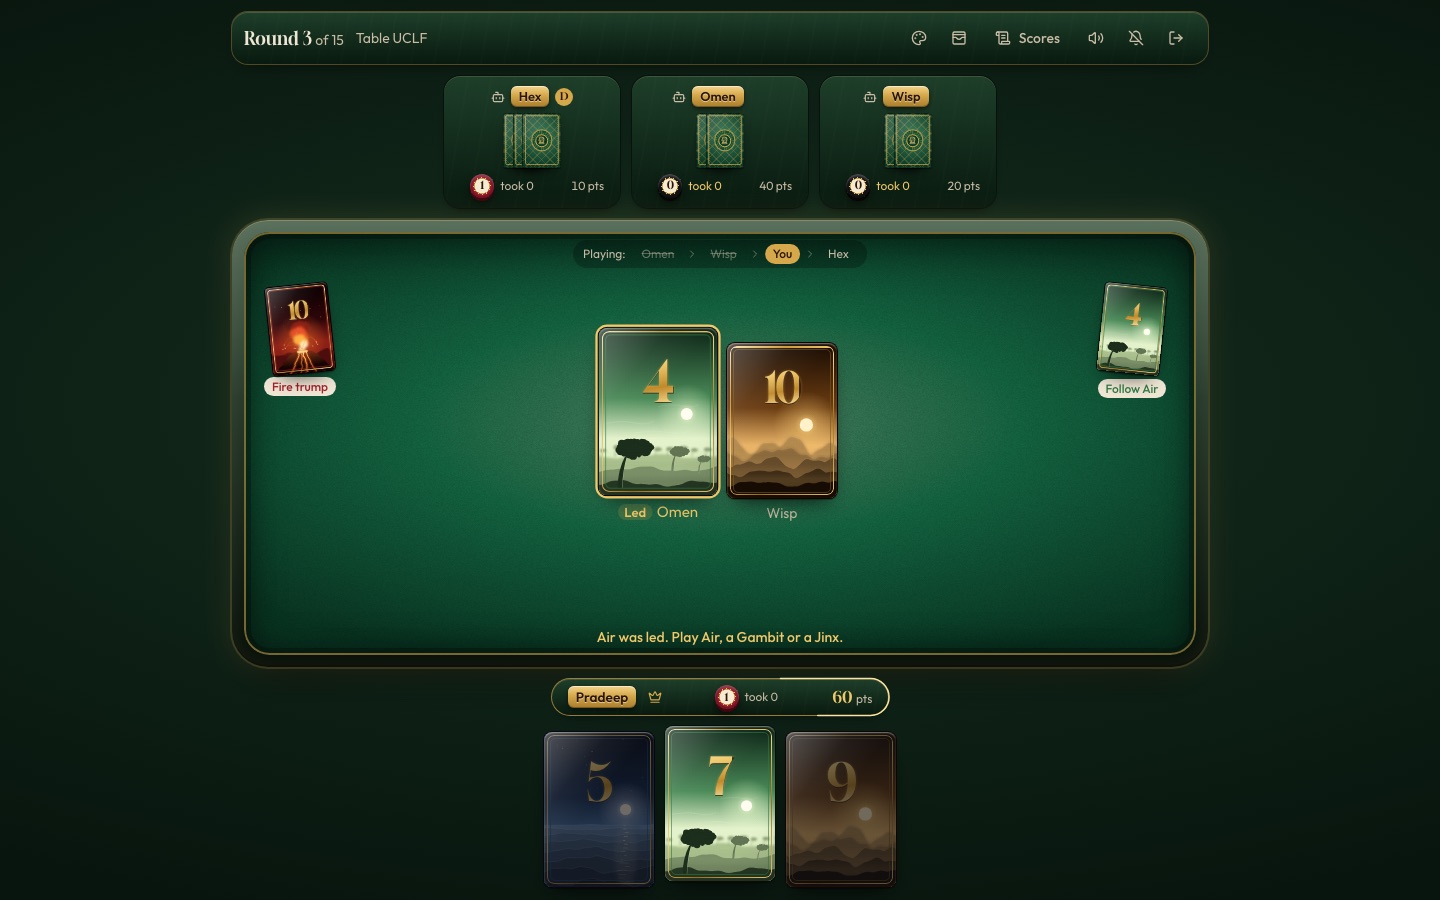 Round 3 of 15 Table UCLF
Scores
Hex D
1 took 0 10 pts
Omen
0 took 0 40 pts
Wisp
0 took 0 20 pts
Playing: Omen Wisp You Hex
10
Fire trump
4
Led Omen
10
Wisp
4
Follow Air
Air was led. Play Air, a Gambit or a Jinx.
Pradeep 1 took 0 60 pts
5
7
9